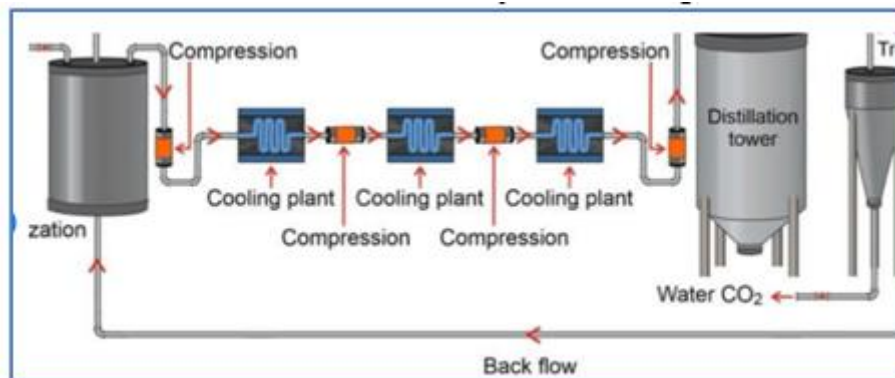 Compression
Compression
Tr
Distillation
tower
Cooling plant
Cooling plant
Cooling plant
zation
Compression
Compression
Water CO₂
Back flow